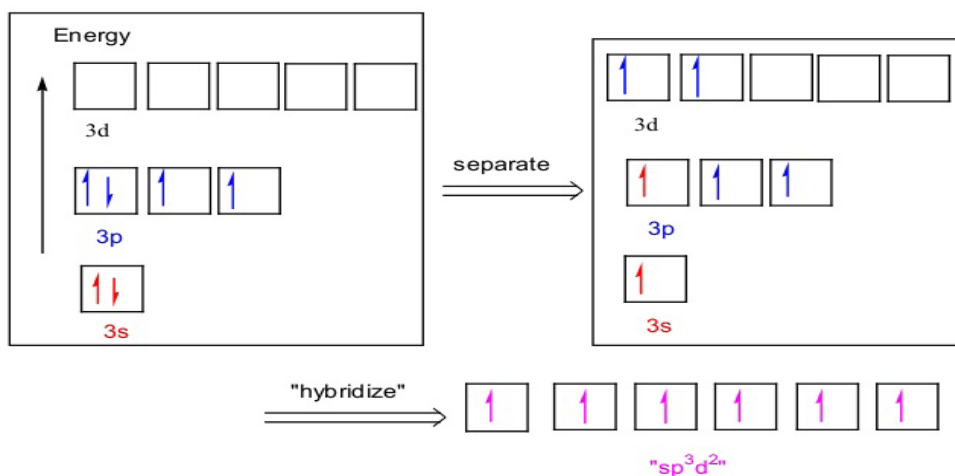 Energy
3d
3p
3s
separate
3d
3p
3s
"hybridize"
"sp³d²"